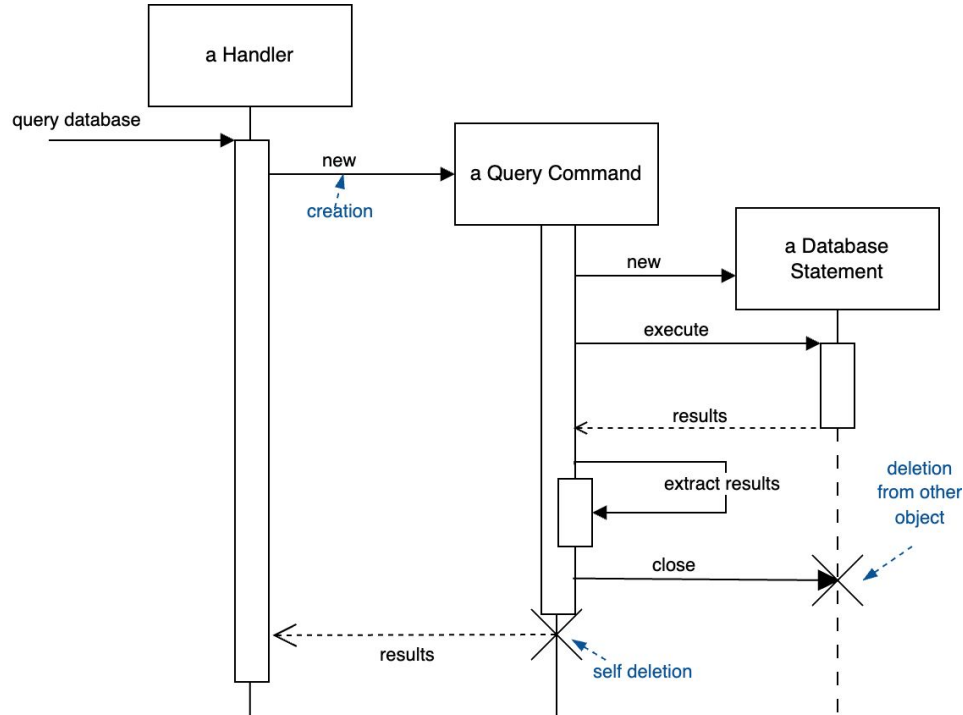 a Handler
query database
new
creation
a Query Command
a Database
Statement
new
execute
results
extract results
deletion
from other
object
close
results
self deletion